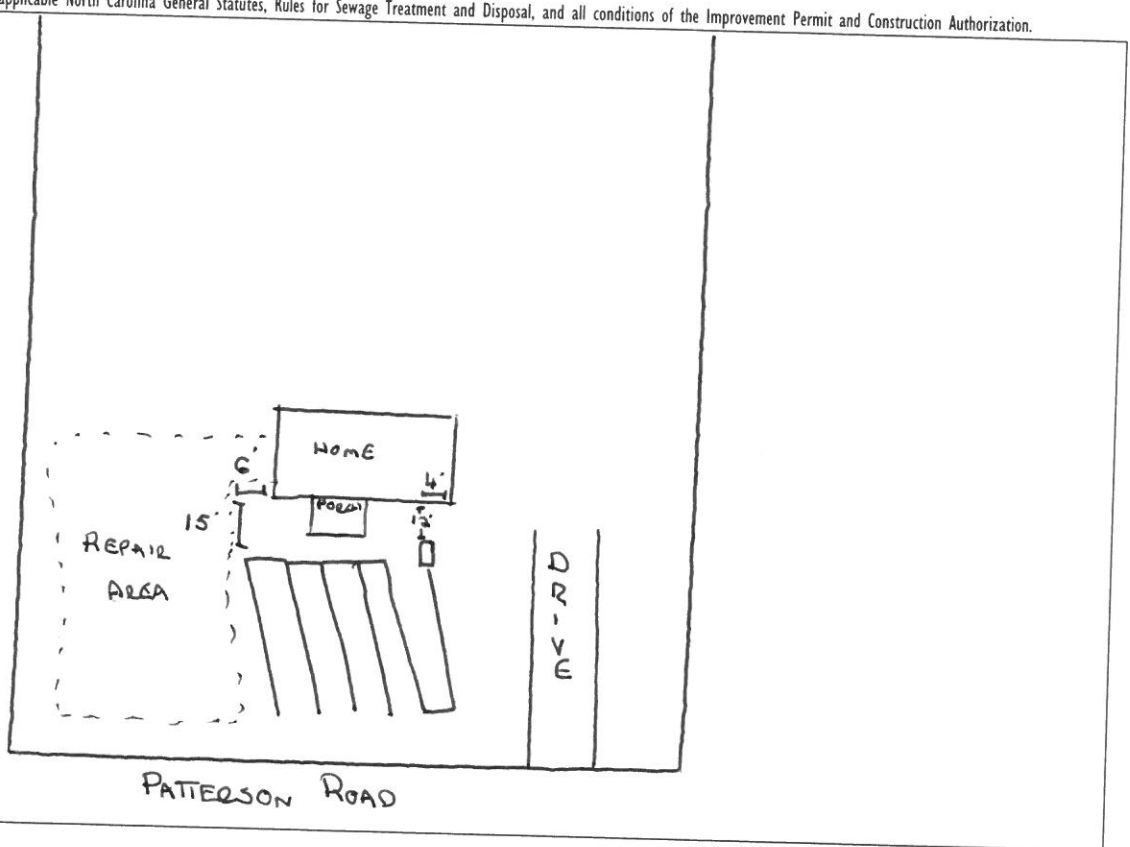 applicable North Carolina General Statutes, Rules for Sewage Treatment and Disposal, and all conditions of the Improvement Permit and Construction Authorization.
HOME
6'
4'
PORCH
12'
15'
REPAIR
AREA
DRIVE
PATTERSON ROAD